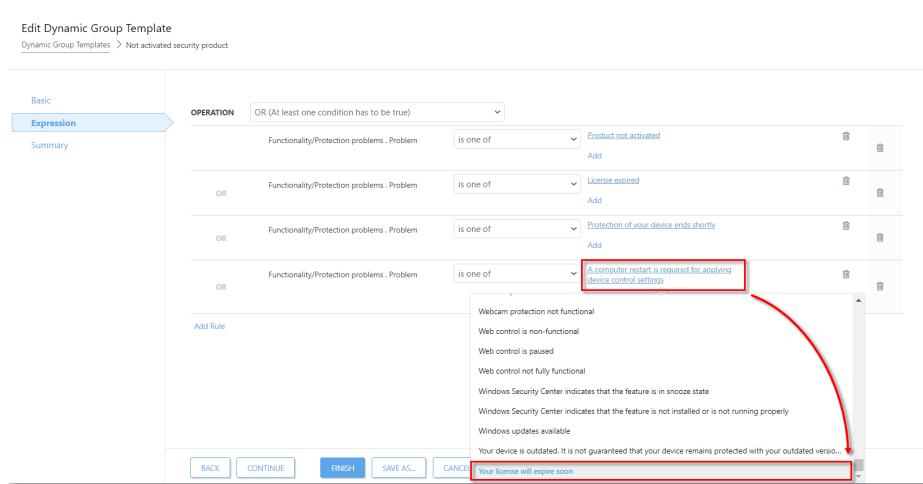 Edit Dynamic Group Template
Dynamic Group Templates > Not activated security product
Basic
Expression
Summary
OPERATION OR (At least one condition has to be true)
Functionality/Protection problems . Problem is one of Product not activated
Add
OR Functionality/Protection problems . Problem is one of License expired
Add
OR Functionality/Protection problems . Problem is one of Protection of your device ends shortly
Add
OR Functionality/Protection problems . Problem is one of A computer restart is required for applying
device control settings
Add Rule
Webcam protection not functional
Web control is non-functional
Web control is paused
Web control not fully functional
Windows Security Center indicates that the feature is in snooze state
Windows Security Center indicates that the feature is not installed or is not running properly
Windows updates available
Your device is outdated. It is not guaranteed that your device remains protected with your outdated versio...
Your license will expire soon
BACK CONTINUE FINISH SAVE AS... CANCEL